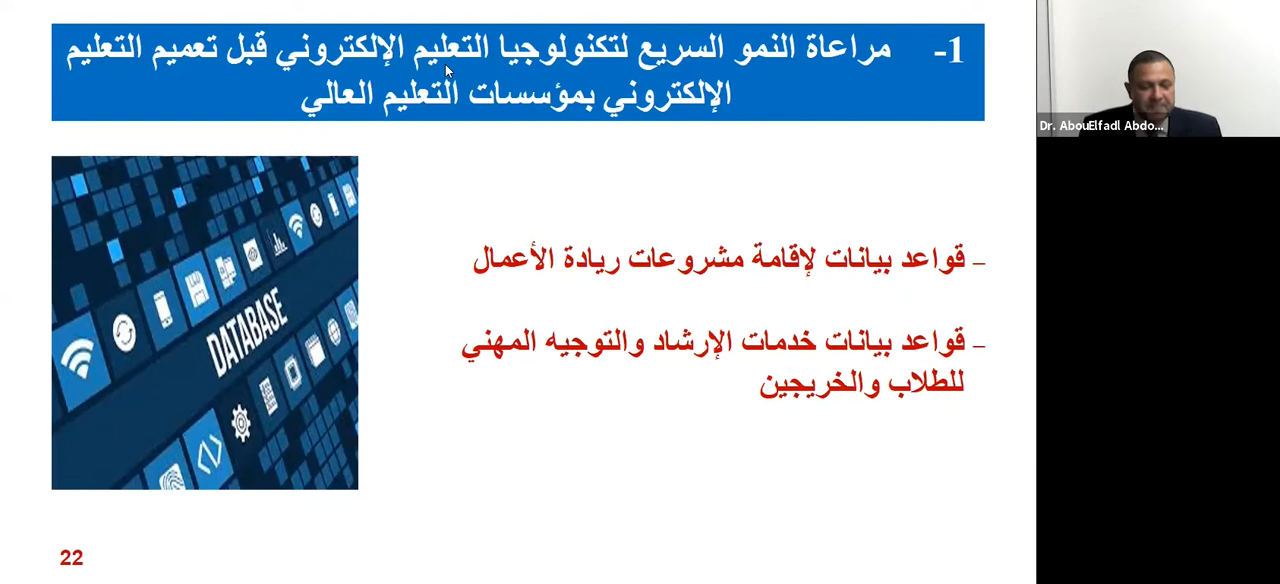 1- مراعاة النمو السريع لتكنولوجيا التعليم الإلكتروني قبل تعميم التعليم
الإلكتروني بمؤسسات التعليم العالي
Dr. AbouElfadl Abdo...
– قواعد بيانات لإقامة مشروعات ريادة الأعمال
– قواعد بيانات خدمات الإرشاد والتوجيه المهني
للطلاب والخريجين
DATABASE
22